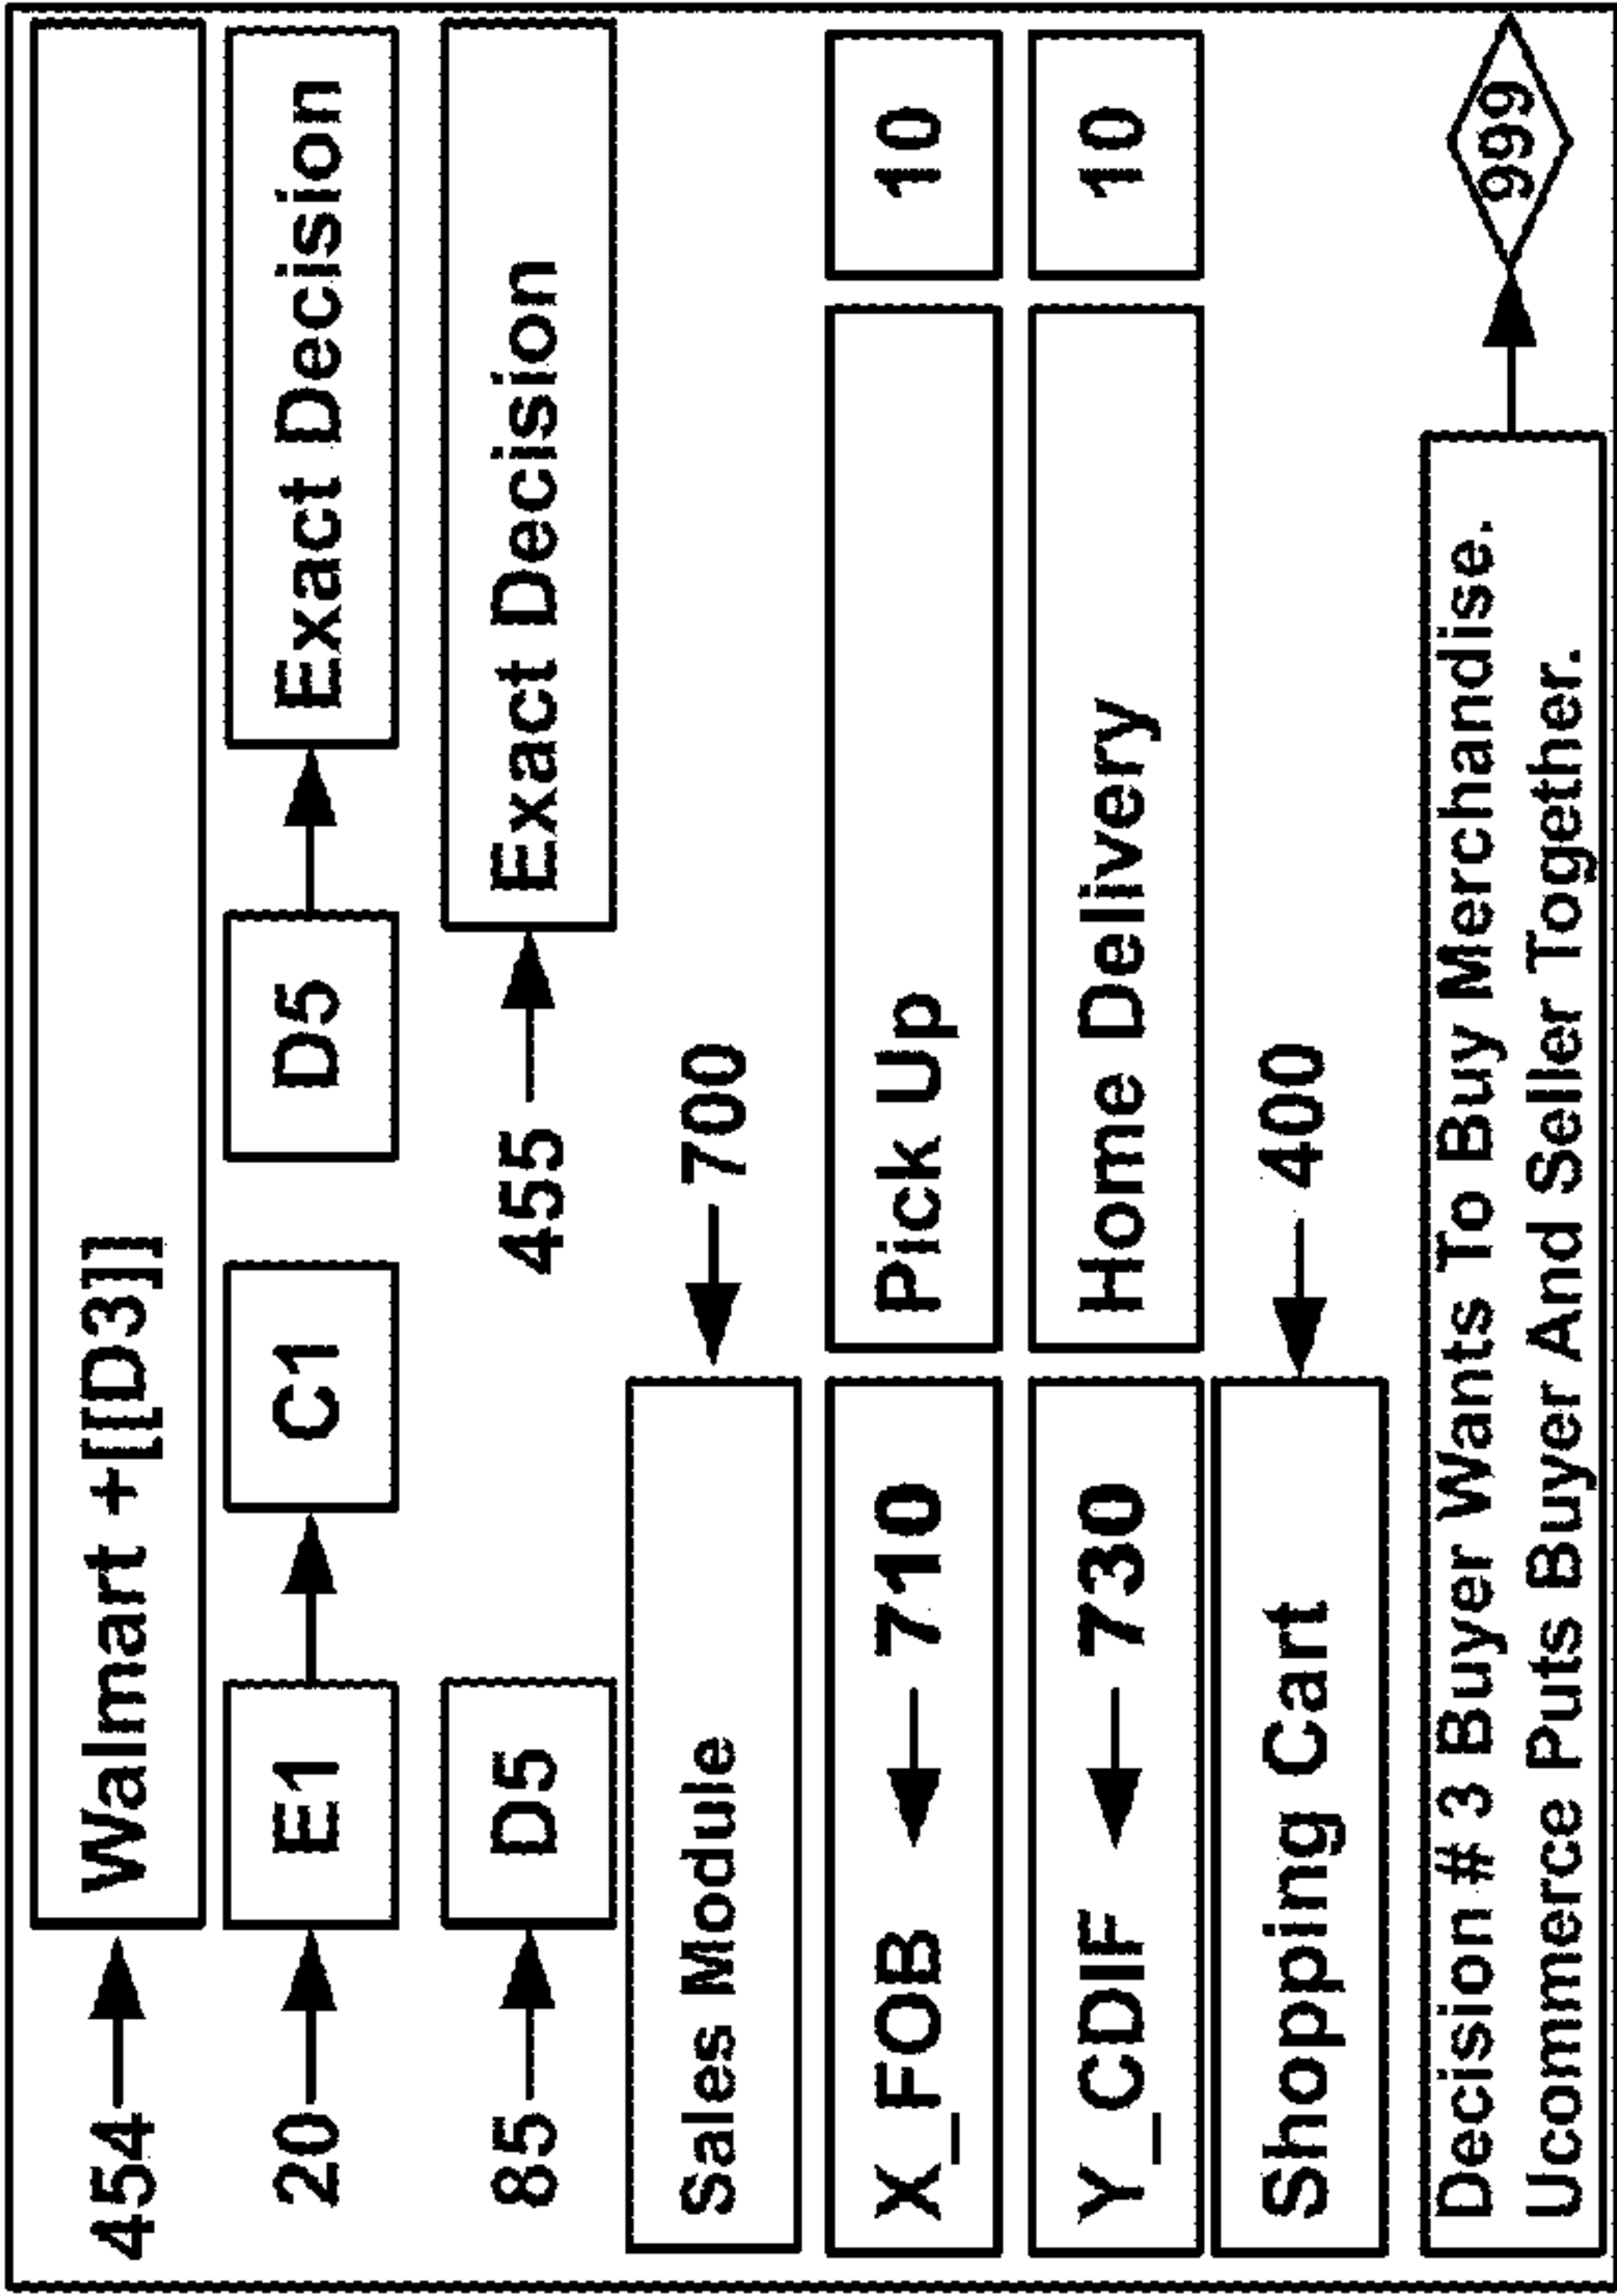 454 Walmart +[[D3]]
20 E1 C1 D5 Exact Decision
85 D5 455 Exact Decision
Sales Module 700
X_FOB 710 Pick Up 10
Y_CDIF 730 Home Delivery 10
Shopping Cart 400
Decision # 3 Buyer Wants To Buy Merchandise.
Ucommerce Puts Buyer And Seller Together.
999